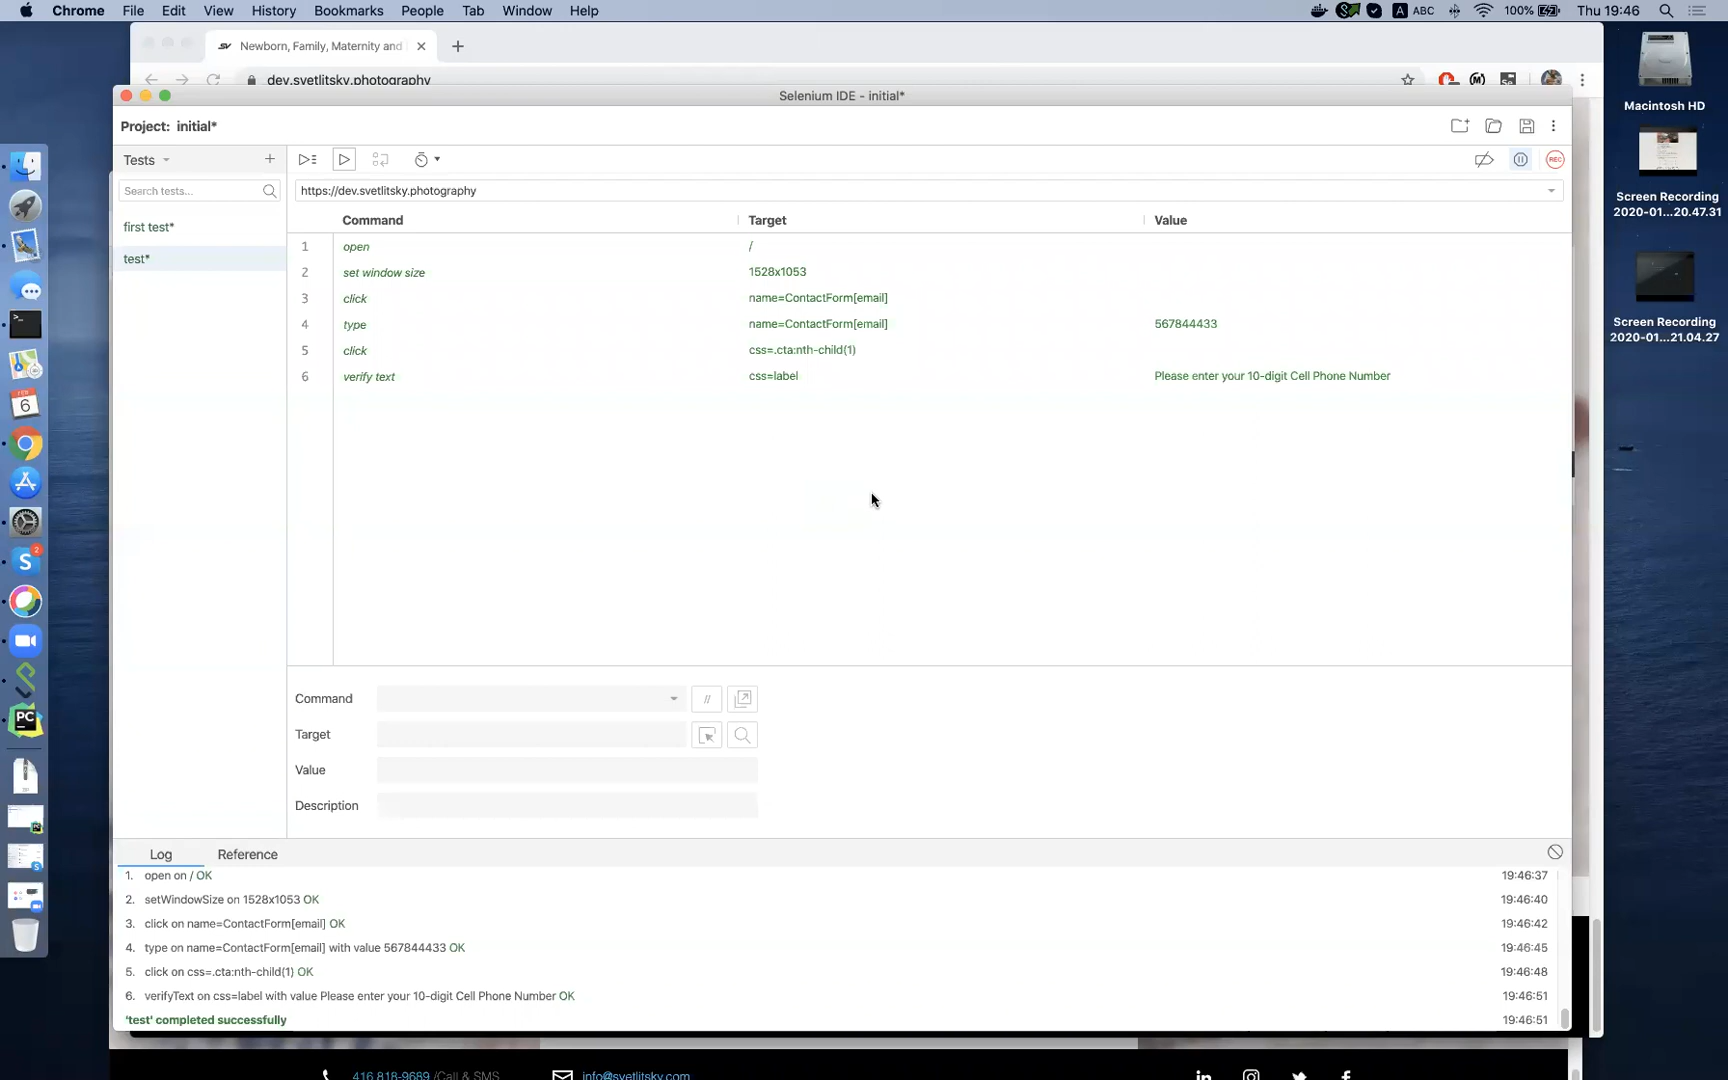 Chrome File Edit View History Bookmarks People Tab Window Help
A ABC 100% Thu 19:46
Newborn, Family, Maternity and
dev.svetlitsky.photography
Selenium IDE - initial*
Project: initial*
Tests
Search tests...
first test*
test*
REC
https://dev.svetlitsky.photography
Command Target Value
1 open /
2 set window size 1528x1053
3 click name=ContactForm[email]
4 type name=ContactForm[email] 567844433
5 click css=.cta:nth-child(1)
6 verify text css=label Please enter your 10-digit Cell Phone Number
Command //
Target
Value
Description
Log Reference
1. open on / OK 19:46:37
2. setWindowSize on 1528x1053 OK 19:46:40
3. click on name=ContactForm[email] OK 19:46:42
4. type on name=ContactForm[email] with value 567844433 OK 19:46:45
5. click on css=.cta:nth-child(1) OK 19:46:48
6. verifyText on css=label with value Please enter your 10-digit Cell Phone Number OK 19:46:51
'test' completed successfully 19:46:51
416 818-9689 /Call & SMS info@svetlitsky.com
Macintosh HD
Screen Recording
2020-01...20.47.31
Screen Recording
2020-01...21.04.27
FEB
6
S
2
PC